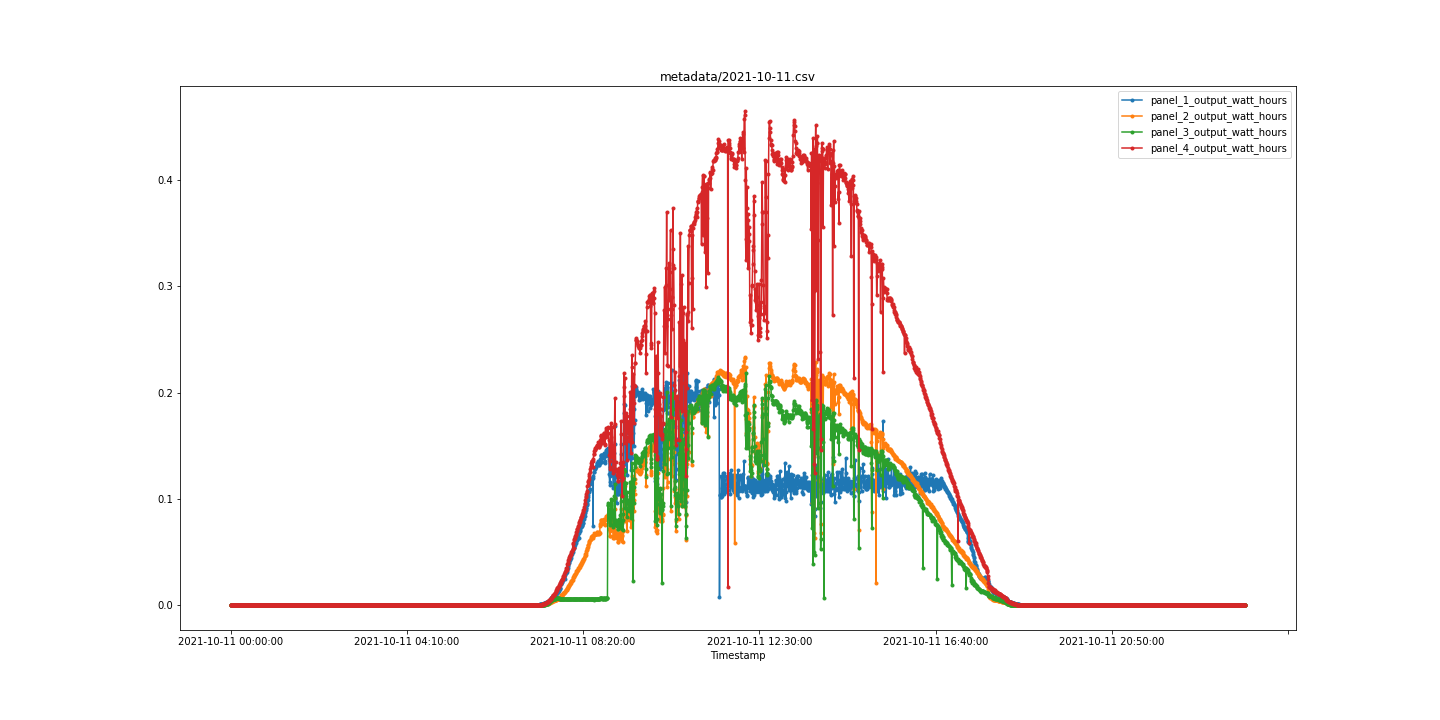 metadata/2021-10-11.csv
panel_1_output_watt_hours
panel_2_output_watt_hours
panel_3_output_watt_hours
panel_4_output_watt_hours
0.4
0.3
0.2
0.1
0.0
2021-10-11 00:00:00 2021-10-11 04:10:00 2021-10-11 08:20:00 2021-10-11 12:30:00 2021-10-11 16:40:00 2021-10-11 20:50:00
Timestamp